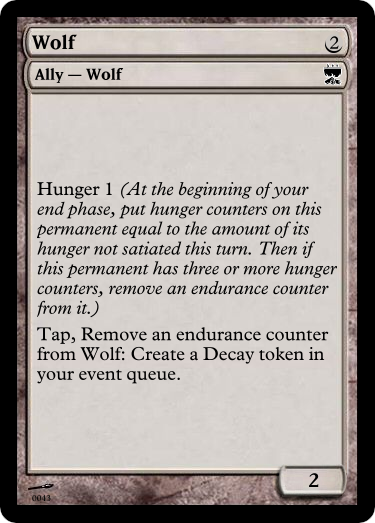 Wolf 2
Ally — Wolf
Hunger 1 (At the beginning of your
end phase, put hunger counters on this
permanent equal to the amount of its
hunger not satiated this turn. Then if
this permanent has three or more hunger
counters, remove an endurance counter
from it.)
Tap, Remove an endurance counter
from Wolf: Create a Decay token in
your event queue.
2
0043